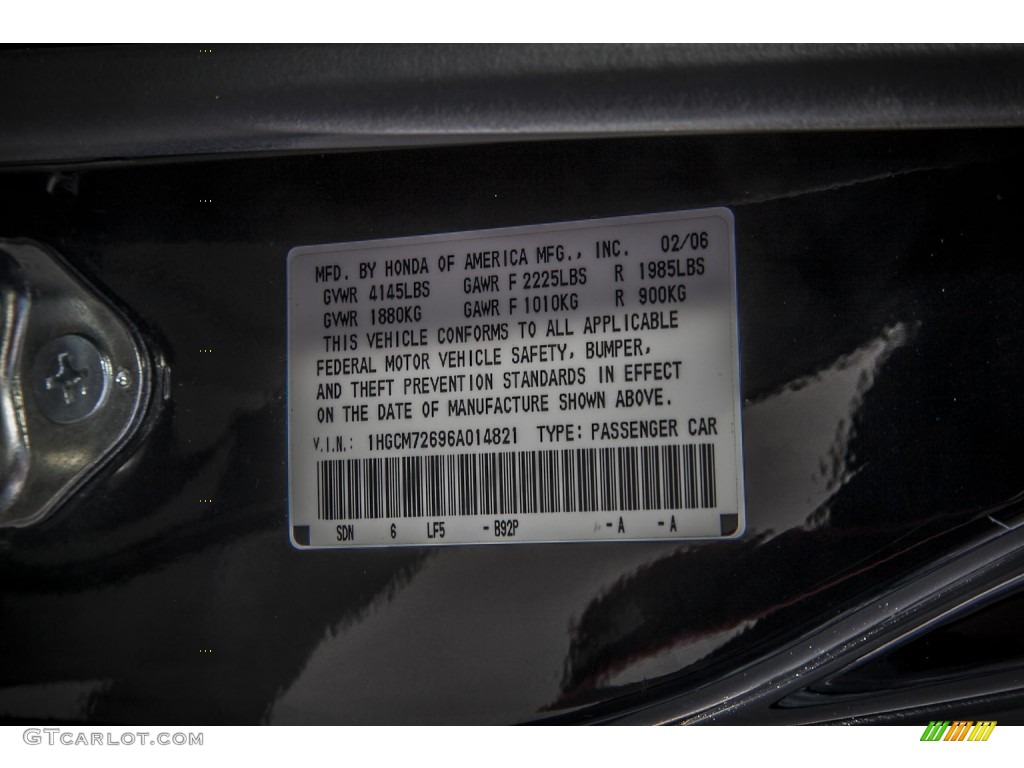 MFD. BY HONDA OF AMERICA MFG., INC. 02/06
GVWR 4145LBS GAWR F 2225LBS R 1985LBS
GVWR 1880KG GAWR F 1010KG R 900KG
THIS VEHICLE CONFORMS TO ALL APPLICABLE
FEDERAL MOTOR VEHICLE SAFETY, BUMPER,
AND THEFT PREVENTION STANDARDS IN EFFECT
ON THE DATE OF MANUFACTURE SHOWN ABOVE.
V.I.N.: 1HGCM72696A014821 TYPE: PASSENGER CAR
SDN 6 LF5 -B92P -A -A
GTCARLOT.COM